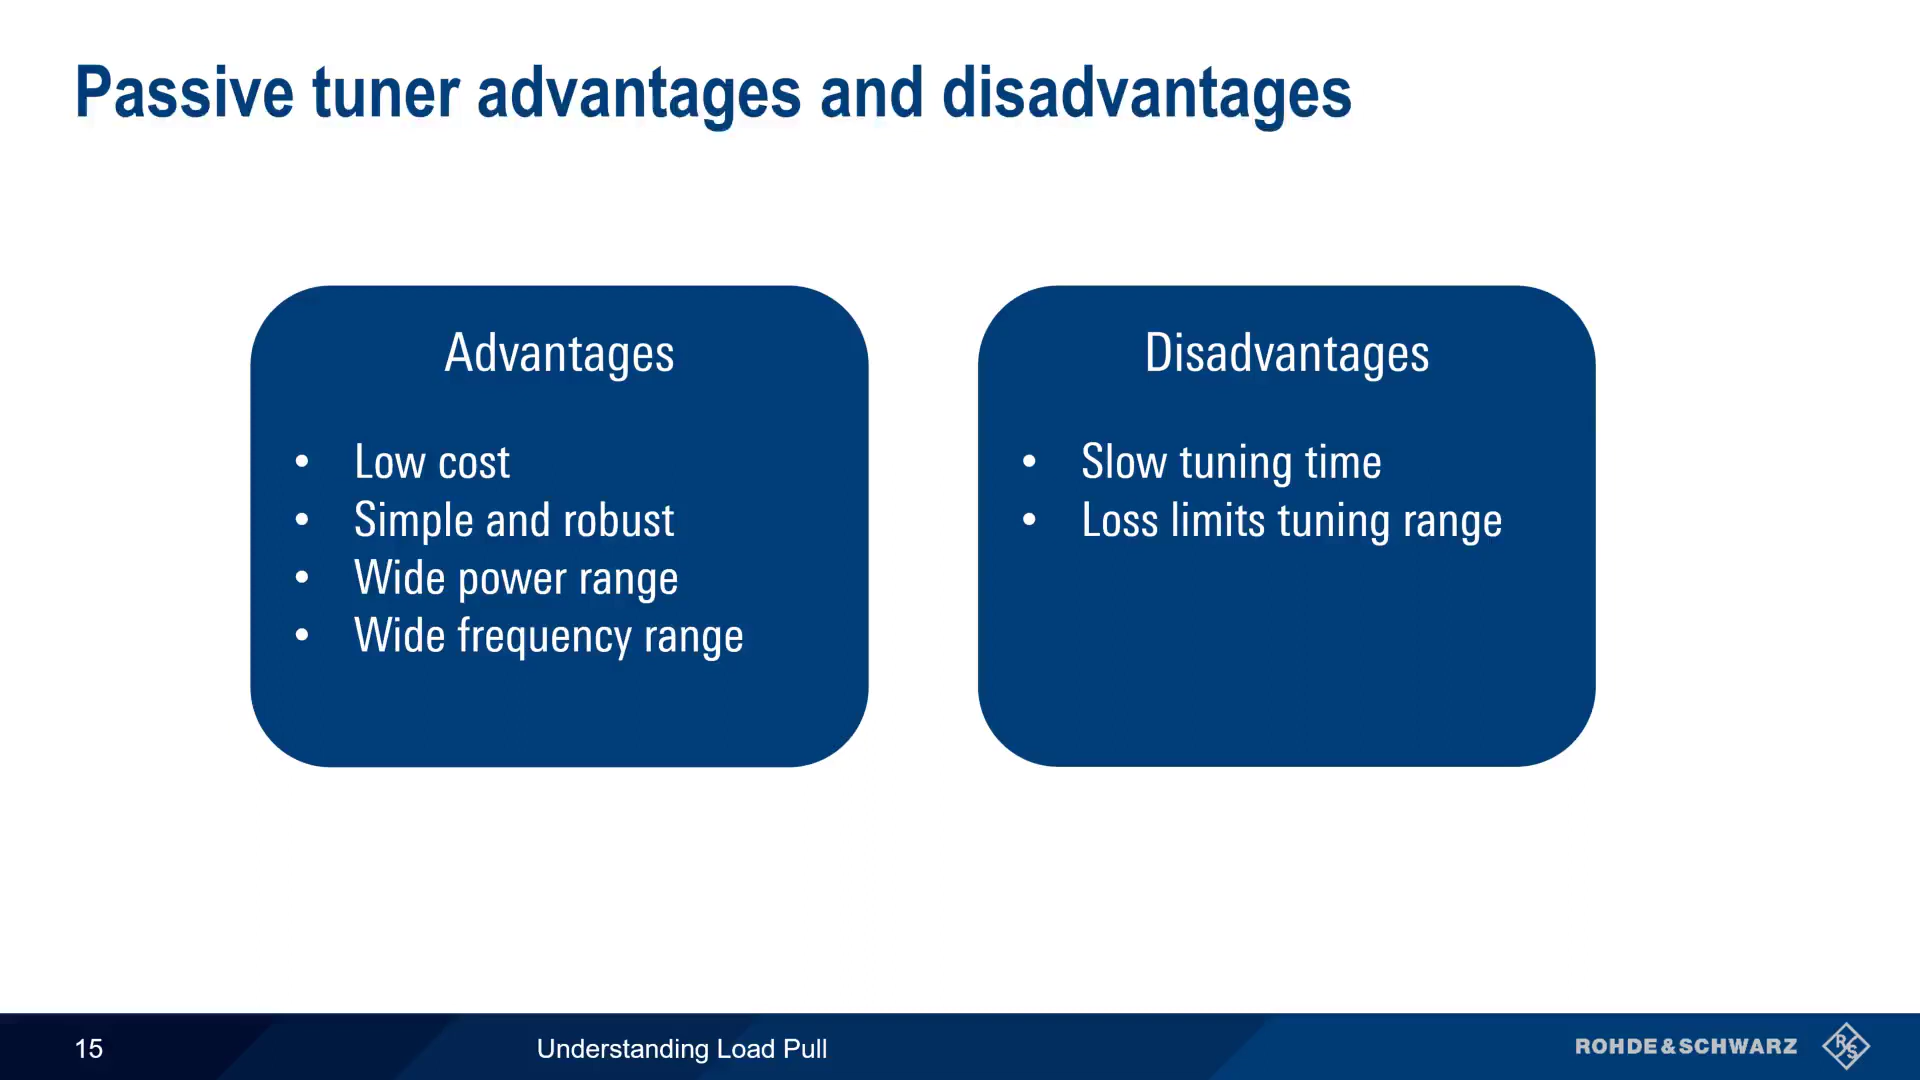 Passive tuner advantages and disadvantages
Advantages
• Low cost
• Simple and robust
• Wide power range
• Wide frequency range
Disadvantages
• Slow tuning time
• Loss limits tuning range
15
Understanding Load Pull
ROHDE&SCHWARZ
R&S